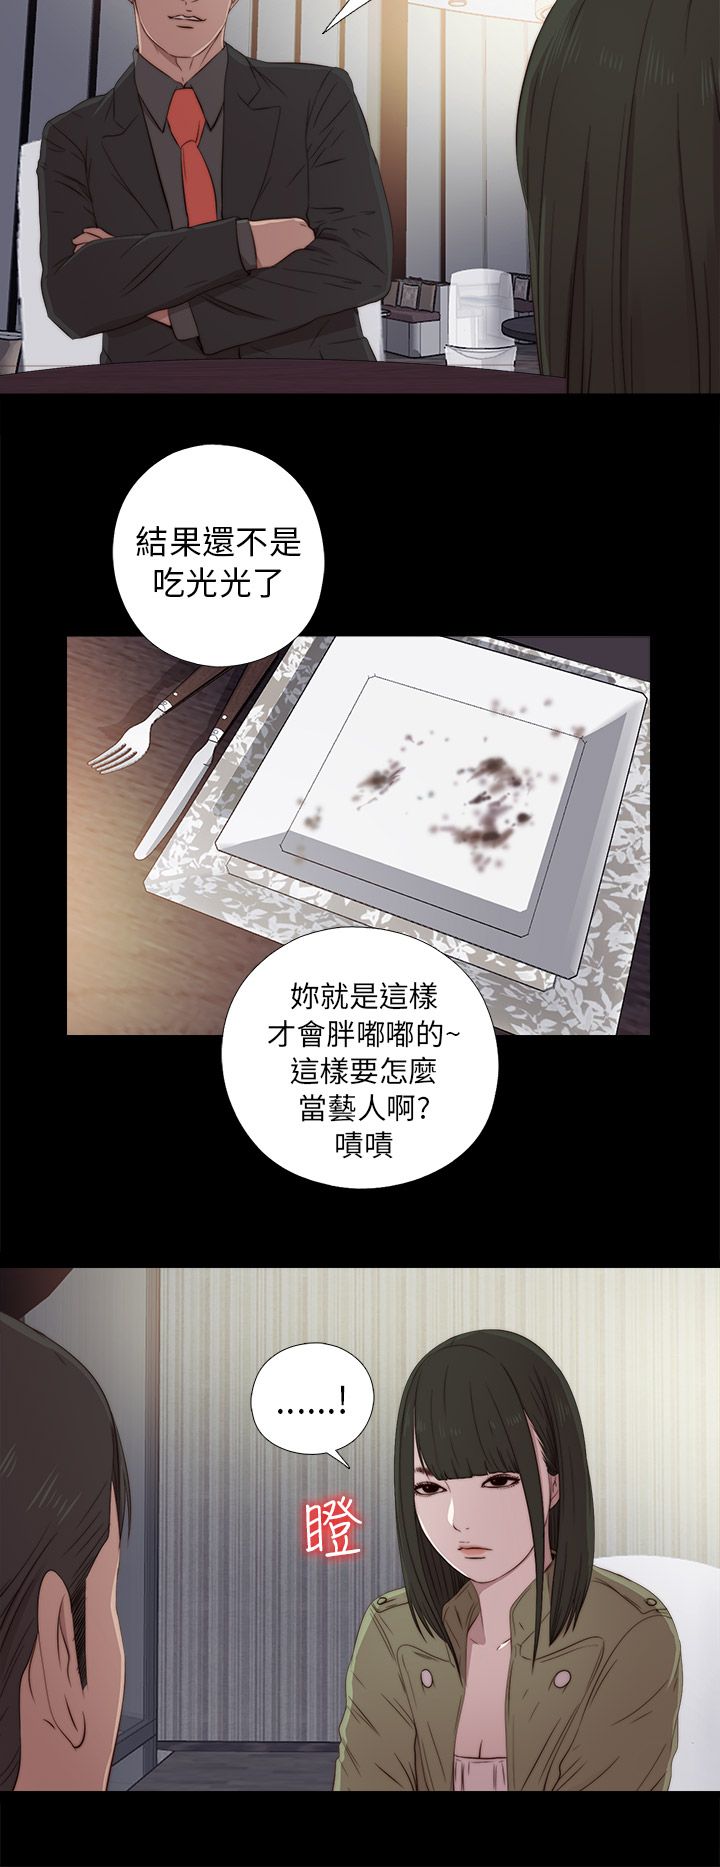 結果還不是
吃光光了
妳就是這樣
才會胖嘟嘟的~
這樣要怎麼
當藝人啊?
嘖嘖
......!
瞪